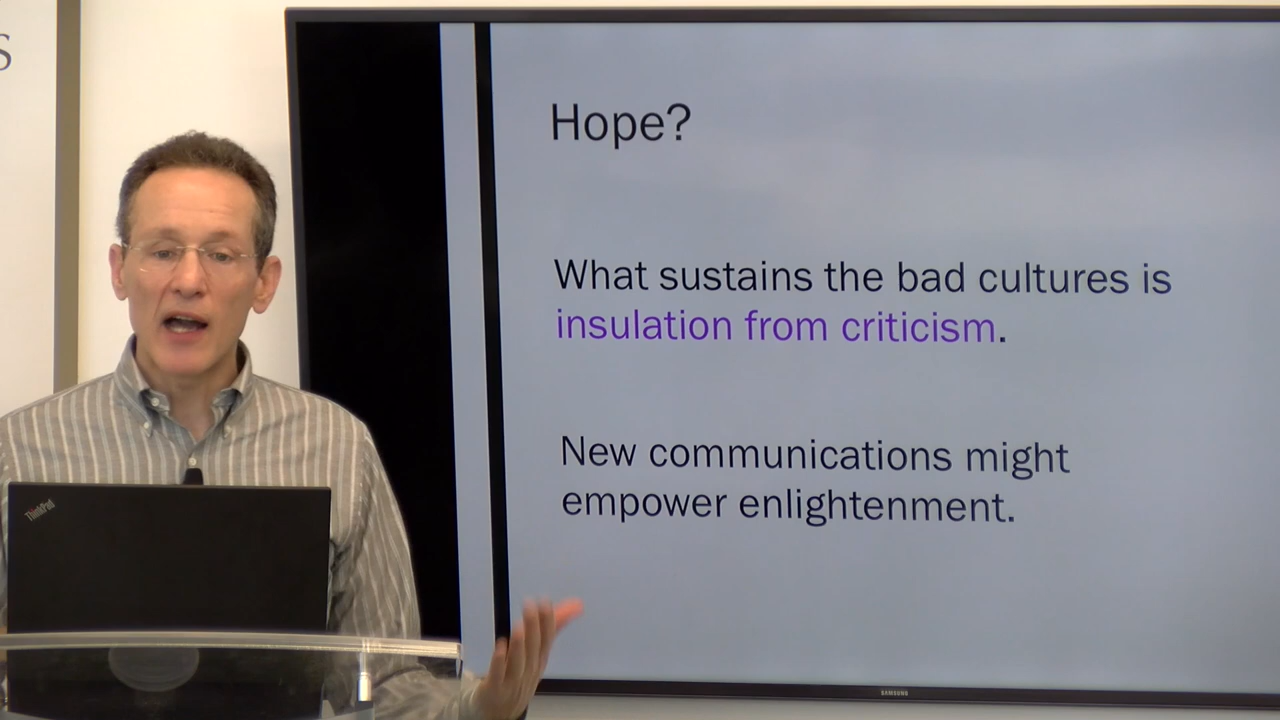 S
Hope?
What sustains the bad cultures is
insulation from criticism.
New communications might
empower enlightenment.
ThinkPad
SAMSUNG